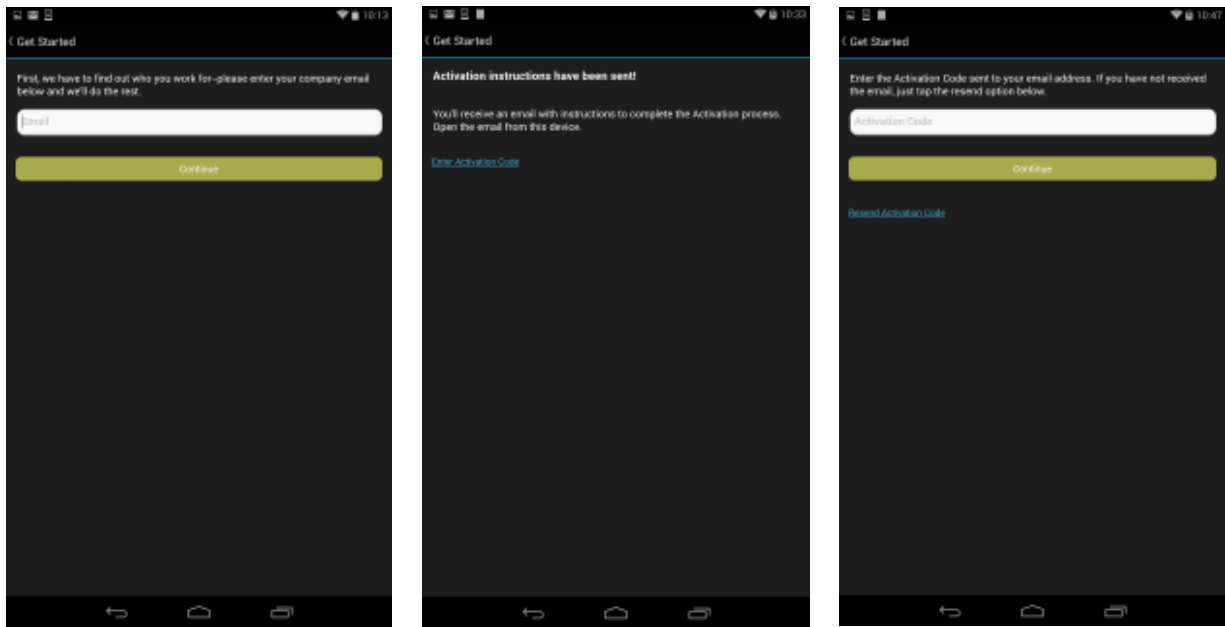 10:13
Get Started
First, we have to find out who you work for–please enter your company email
below and we'll do the rest.
Email
Continue
10:33
Get Started
Activation instructions have been sent!
You'll receive an email with instructions to complete the Activation process.
Open the email from this device.
Enter Activation Code
10:47
Get Started
Enter the Activation Code sent to your email address. If you have not received
the email, just tap the resend option below.
Activation Code
Continue
Resend Activation Code